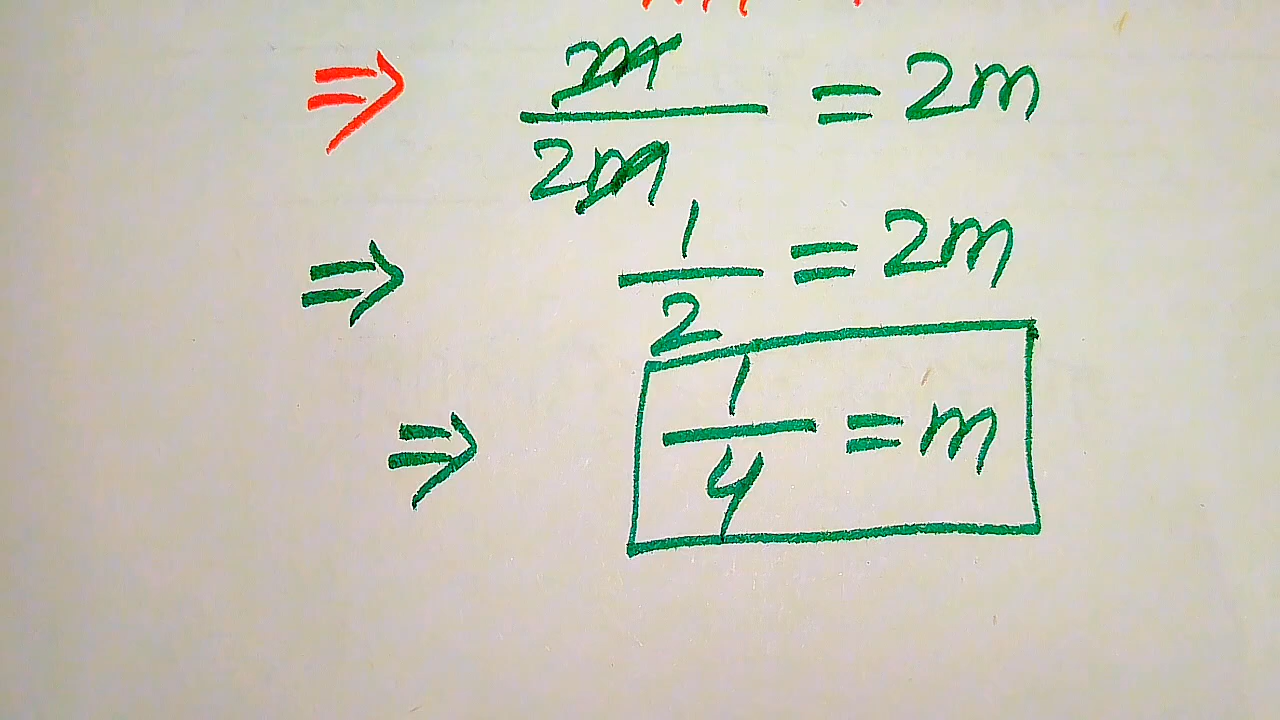 ⇒ m/2m = 2m
⇒ 1/2 = 2m
⇒ 1/4 = m